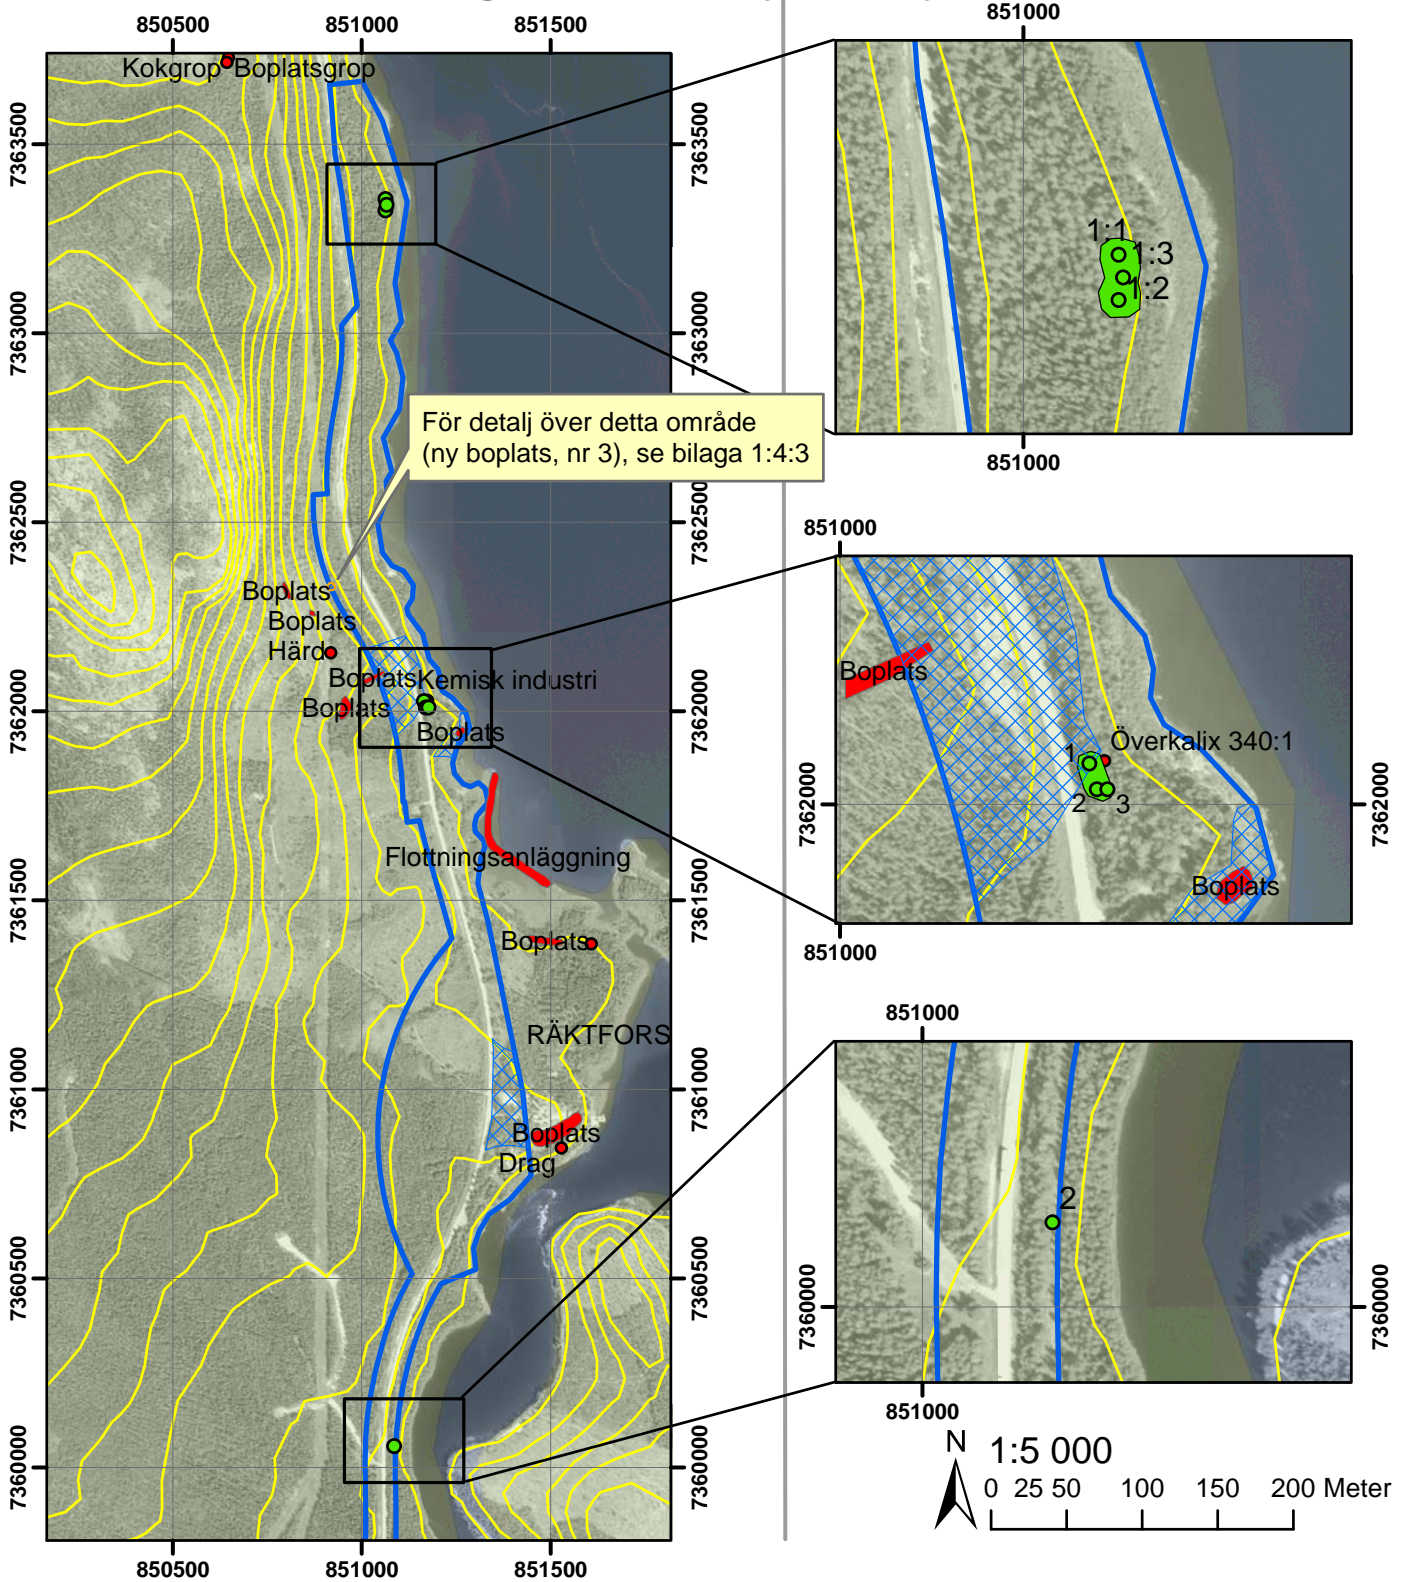 850500
851000
851500
851000
Kokgrop
Boplatsgrop
7363500
7363500
1:1
1:3
1:2
7363000
7363000
För detalj över detta område
(ny boplats, nr 3), se bilaga 1:4:3
851000
7362500
7362500
851000
Boplats
Boplats
Härd
Boplats
Kemisk industri
Boplats
Boplats
7362000
7362000
Boplats
Överkalix 340:1
1
2
3
Boplats
7362000
7362000
851000
Flottningsanläggning
7361500
7361500
Boplats
RÄKTFORS
7361000
7361000
Boplats
Drag
851000
2
7360500
7360500
7360000
7360000
851000
7360000
7360000
N
1:5 000
0 25 50 100 150 200 Meter
850500
851000
851500